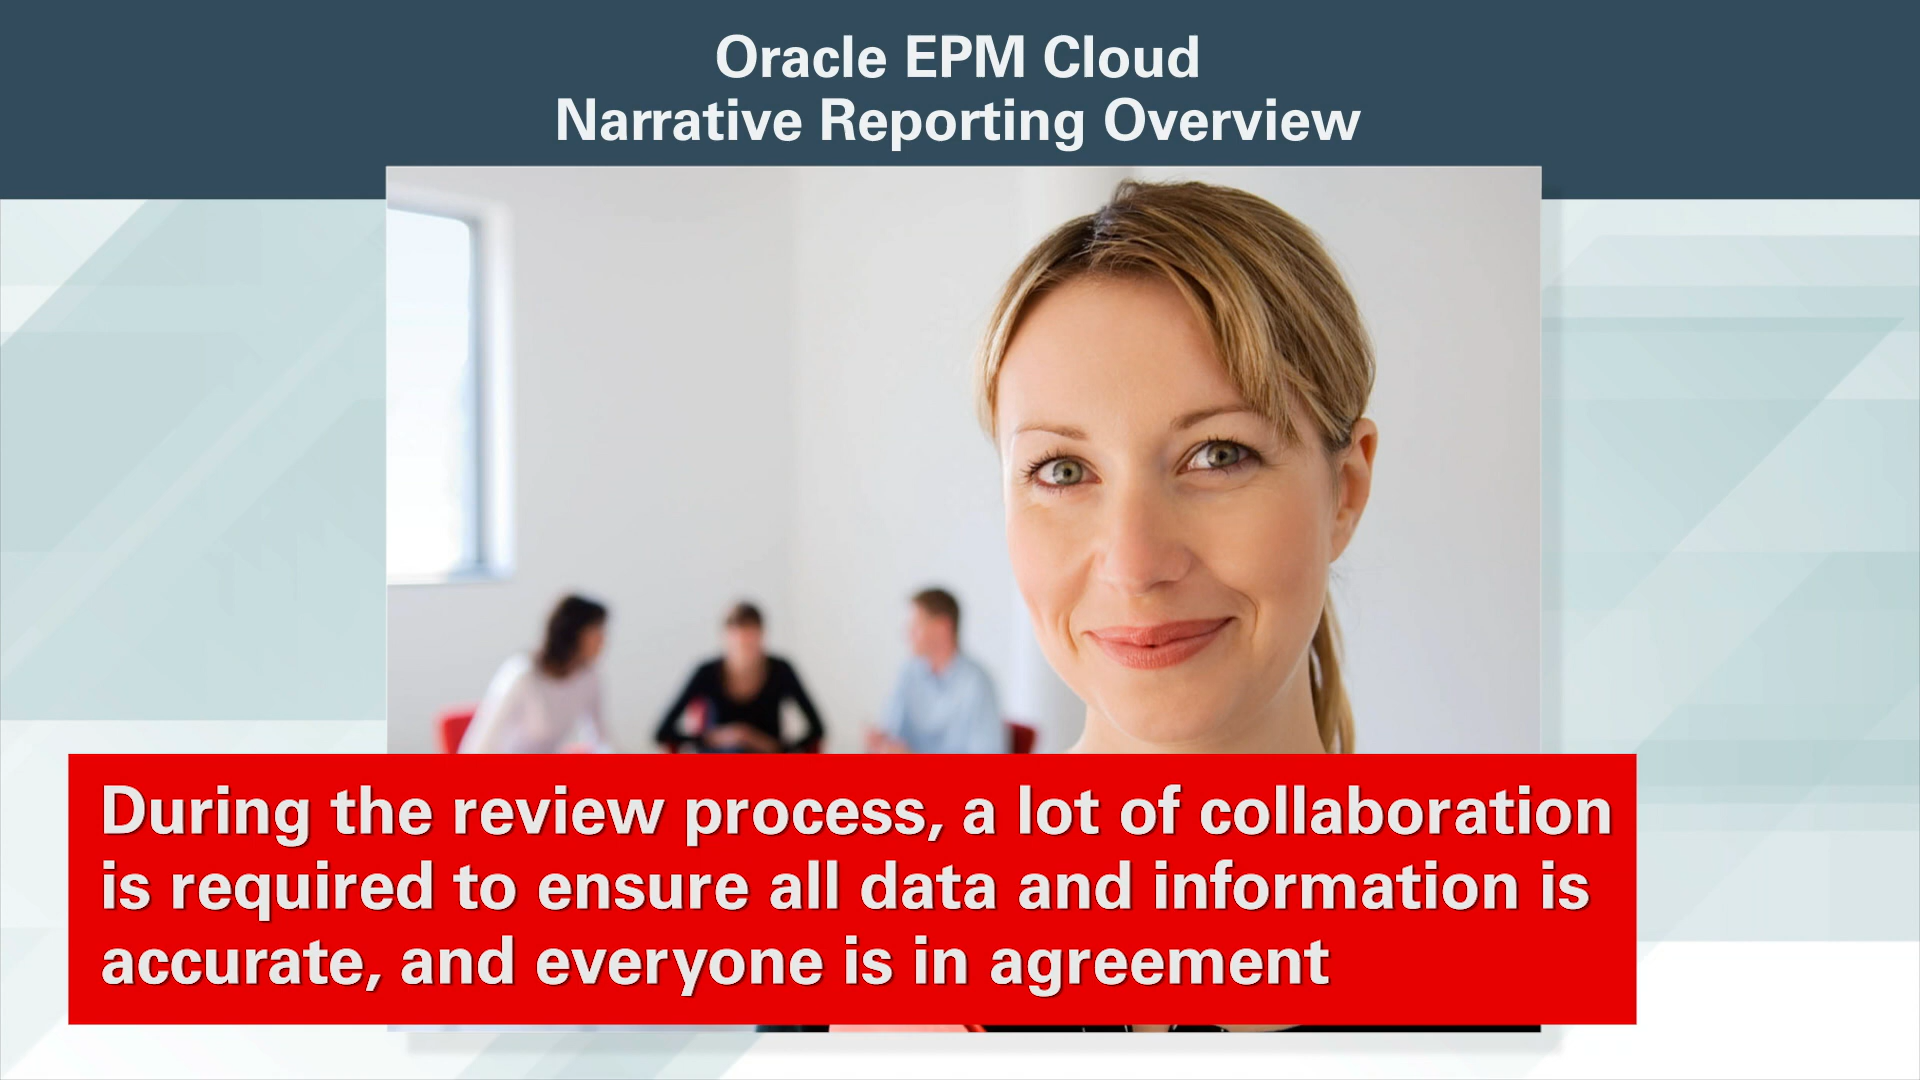 Oracle EPM Cloud
Narrative Reporting Overview
During the review process, a lot of collaboration
is required to ensure all data and information is
accurate, and everyone is in agreement